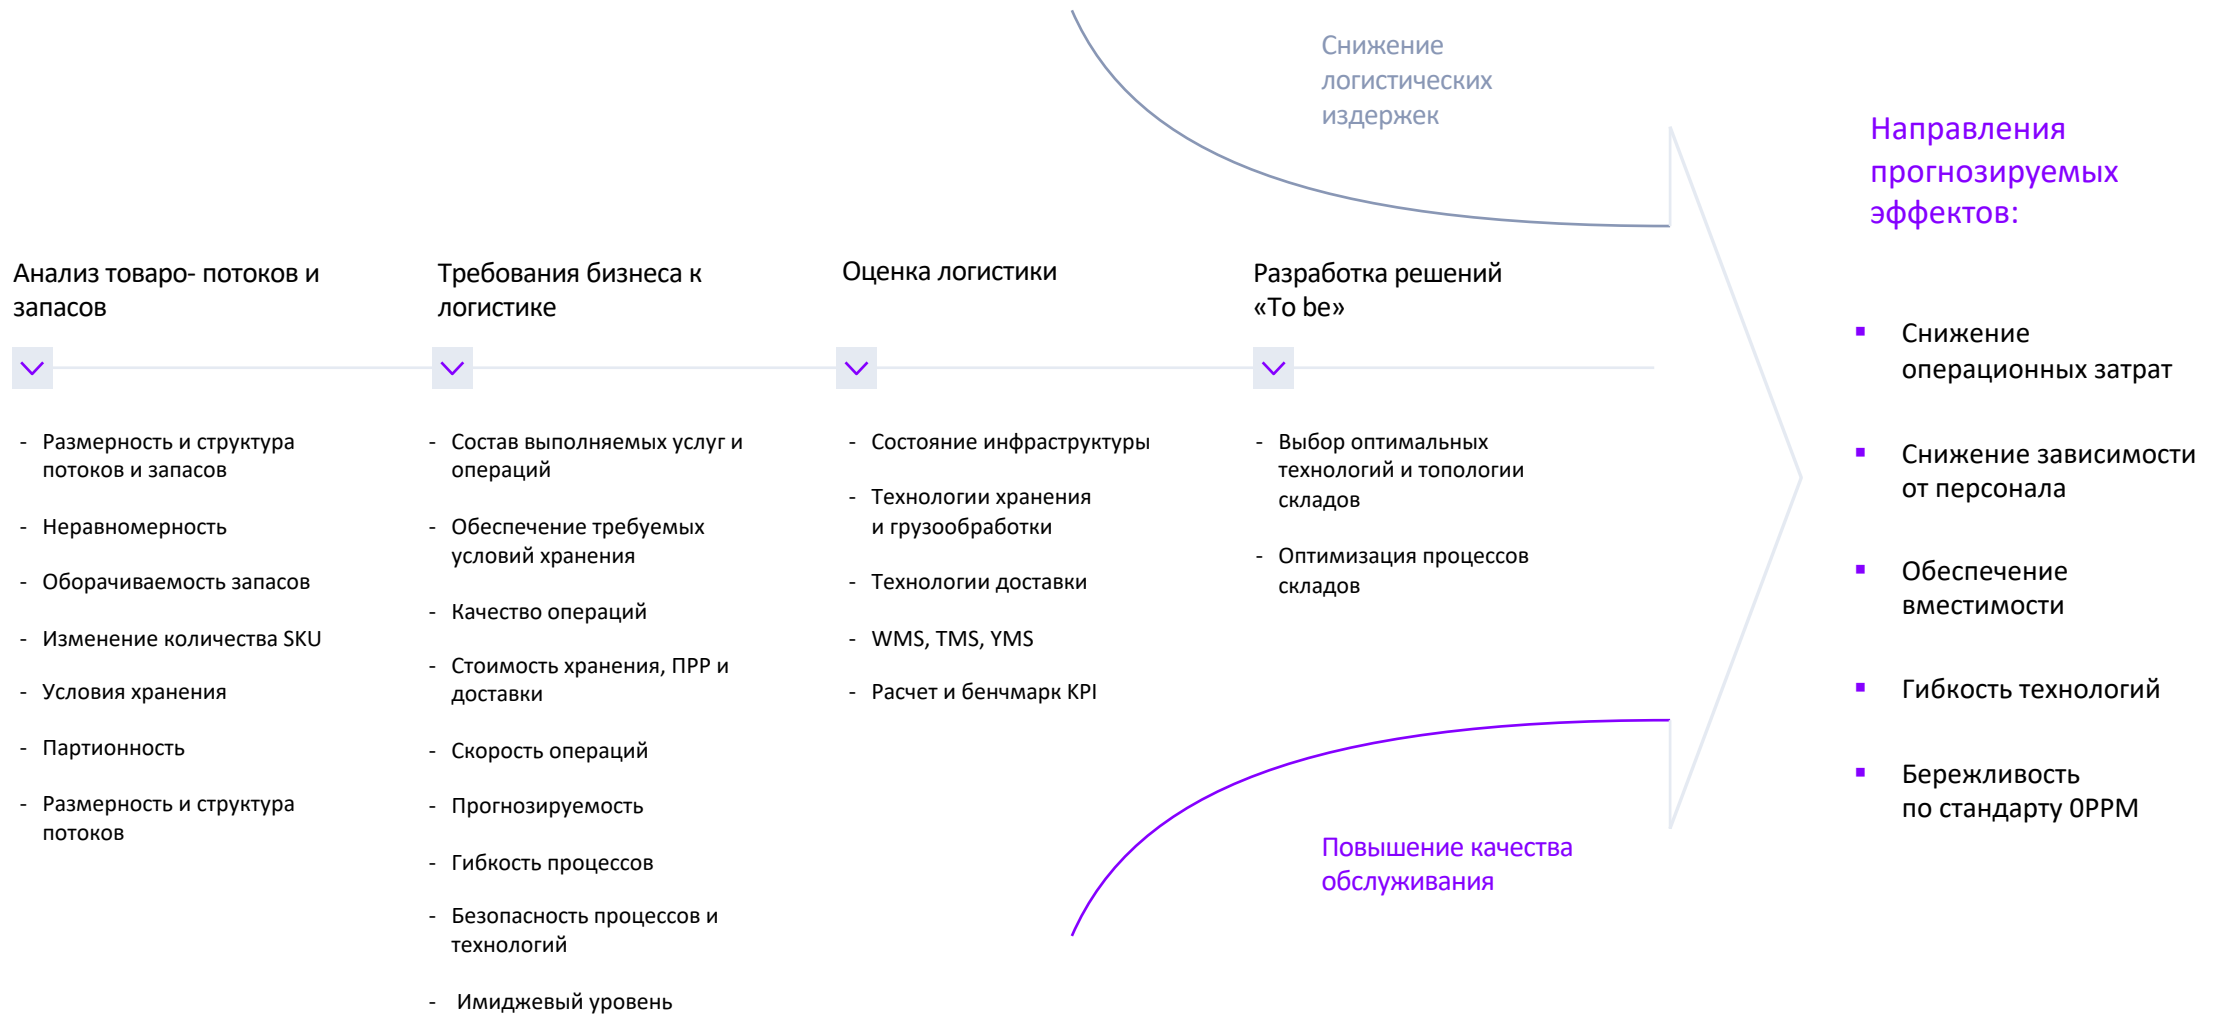 Снижение
логистических
издержек
Направления
прогнозируемых
эффектов:
Анализ товаро- потоков и
запасов
- Размерность и структура
потоков и запасов
- Неравномерность
- Оборачиваемость запасов
- Изменение количества SKU
- Условия хранения
- Партионность
- Размерность и структура
потоков
Требования бизнеса к
логистике
- Состав выполняемых услуг и
операций
- Обеспечение требуемых
условий хранения
- Качество операций
- Стоимость хранения, ПРР и
доставки
- Скорость операций
- Прогнозируемость
- Гибкость процессов
- Безопасность процессов и
технологий
- Имиджевый уровень
Оценка логистики
- Состояние инфраструктуры
- Технологии хранения
и грузообработки
- Технологии доставки
- WMS, TMS, YMS
- Расчет и бенчмарк KPI
Разработка решений
«To be»
- Выбор оптимальных
технологий и топологии
складов
- Оптимизация процессов
складов
Повышение качества
обслуживания
▪ Снижение
операционных затрат
▪ Снижение зависимости
от персонала
▪ Обеспечение
вместимости
▪ Гибкость технологий
▪ Бережливость
по стандарту 0PPM